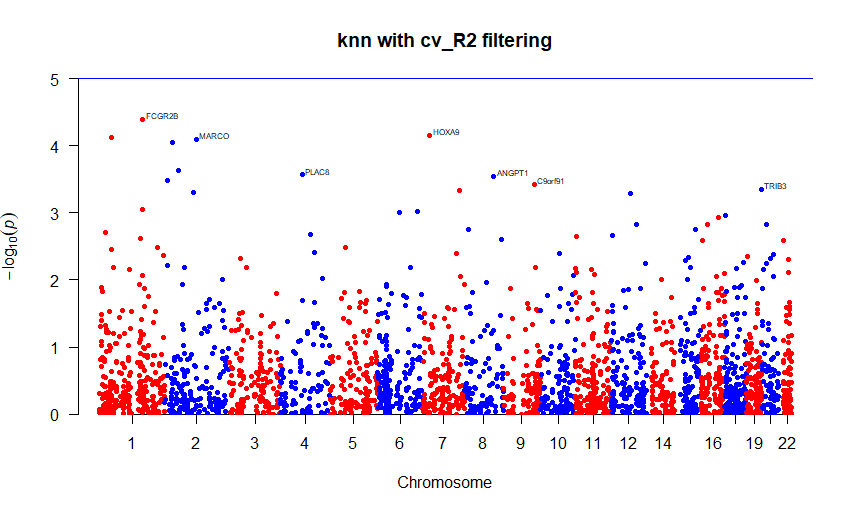 knn with cv_R2 filtering
5
4
3
2
1
0
−log10(p)
FCGR2B
MARCO
HOXA9
PLAC8
ANGPT1
C9orf91
TRIB3
1 2 3 4 5 6 7 8 9 10 11 12 14 16 19 22
Chromosome